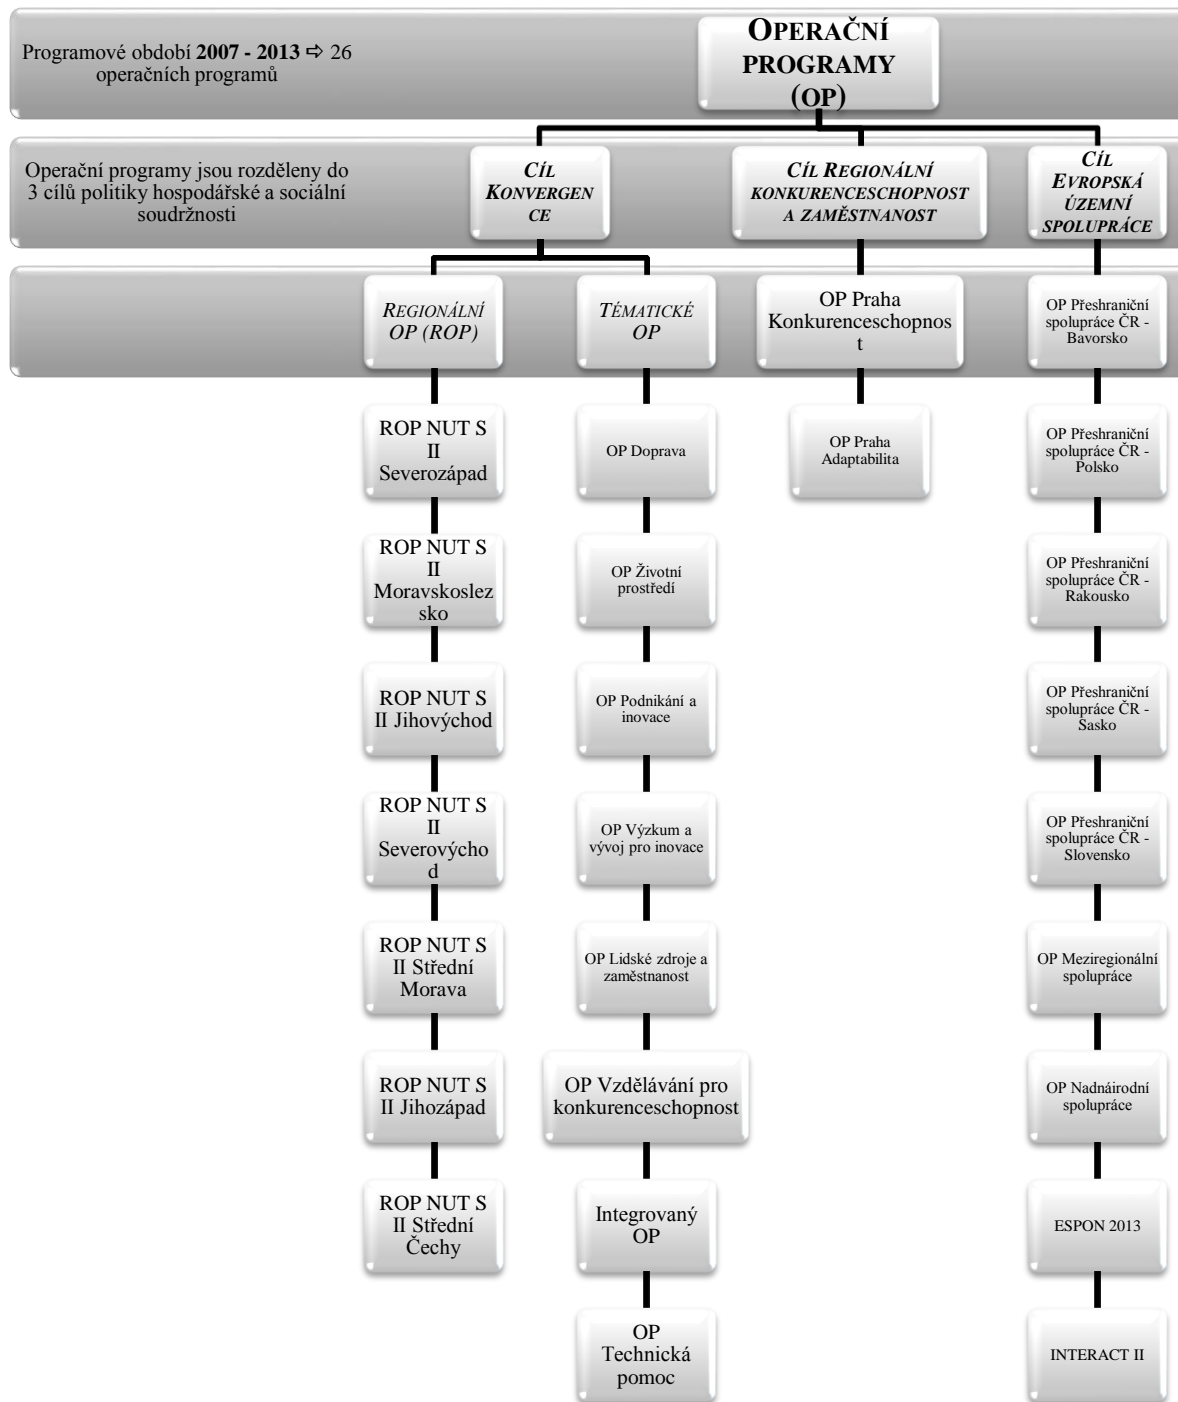 Programové období 2007 - 2013 ⇨ 26
operačních programů
OPERAČNÍ
PROGRAMY
(OP)
Operační programy jsou rozděleny do
3 cílů politiky hospodářské a sociální
soudržnosti
CÍL
KONVERGEN
CE
CÍL REGIONÁLNÍ
KONKURENCESCHOPNOST
A ZAMĚSTNANOST
CÍL
EVROPSKÁ
ÚZEMNÍ
SPOLUPRÁCE
REGIONÁLNÍ
OP (ROP)
TÉMATICKÉ
OP
OP Praha
Konkurenceschopnos
t
OP Přeshraniční
spolupráce ČR -
Bavorsko
ROP NUT S
II
Severozápad
OP Doprava
OP Praha
Adaptabilita
OP Přeshraniční
spolupráce ČR -
Polsko
ROP NUT S
II
Moravskoslez
sko
OP Životní
prostředí
OP Přeshraniční
spolupráce ČR -
Rakousko
ROP NUT S
II Jihovýchod
OP Podnikání a
inovace
OP Přeshraniční
spolupráce ČR -
Sasko
ROP NUT S
II
Severovýcho
d
OP Výzkum a
vývoj pro inovace
OP Přeshraniční
spolupráce ČR -
Slovensko
ROP NUT S
II Střední
Morava
OP Lidské zdroje a
zaměstnanost
OP Meziregionální
spolupráce
ROP NUT S
II Jihozápad
OP Vzdělávání pro
konkurenceschopnost
OP Nadnáirodní
spolupráce
ROP NUT S
II Střední
Čechy
Integrovaný
OP
ESPON 2013
OP
Technická
pomoc
INTERACT II